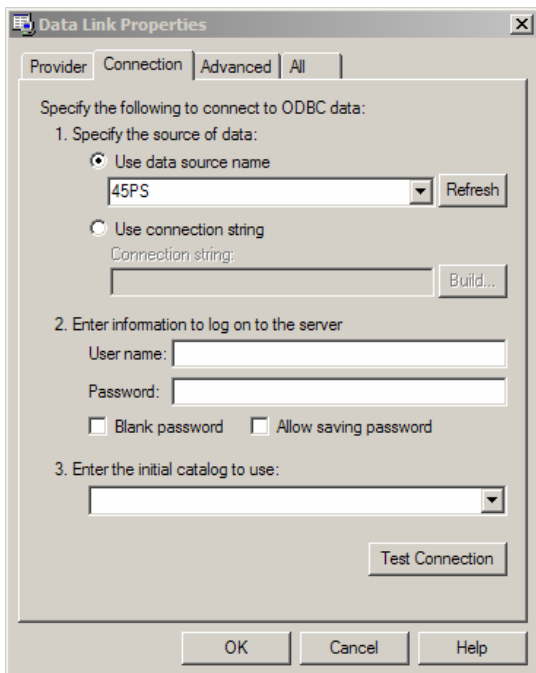 Data Link Properties
Provider Connection Advanced All
Specify the following to connect to ODBC data:
1. Specify the source of data:
Use data source name
45PS Refresh
Use connection string
Connection string:
Build...
2. Enter information to log on to the server
User name:
Password:
Blank password Allow saving password
3. Enter the initial catalog to use:
Test Connection
OK Cancel Help